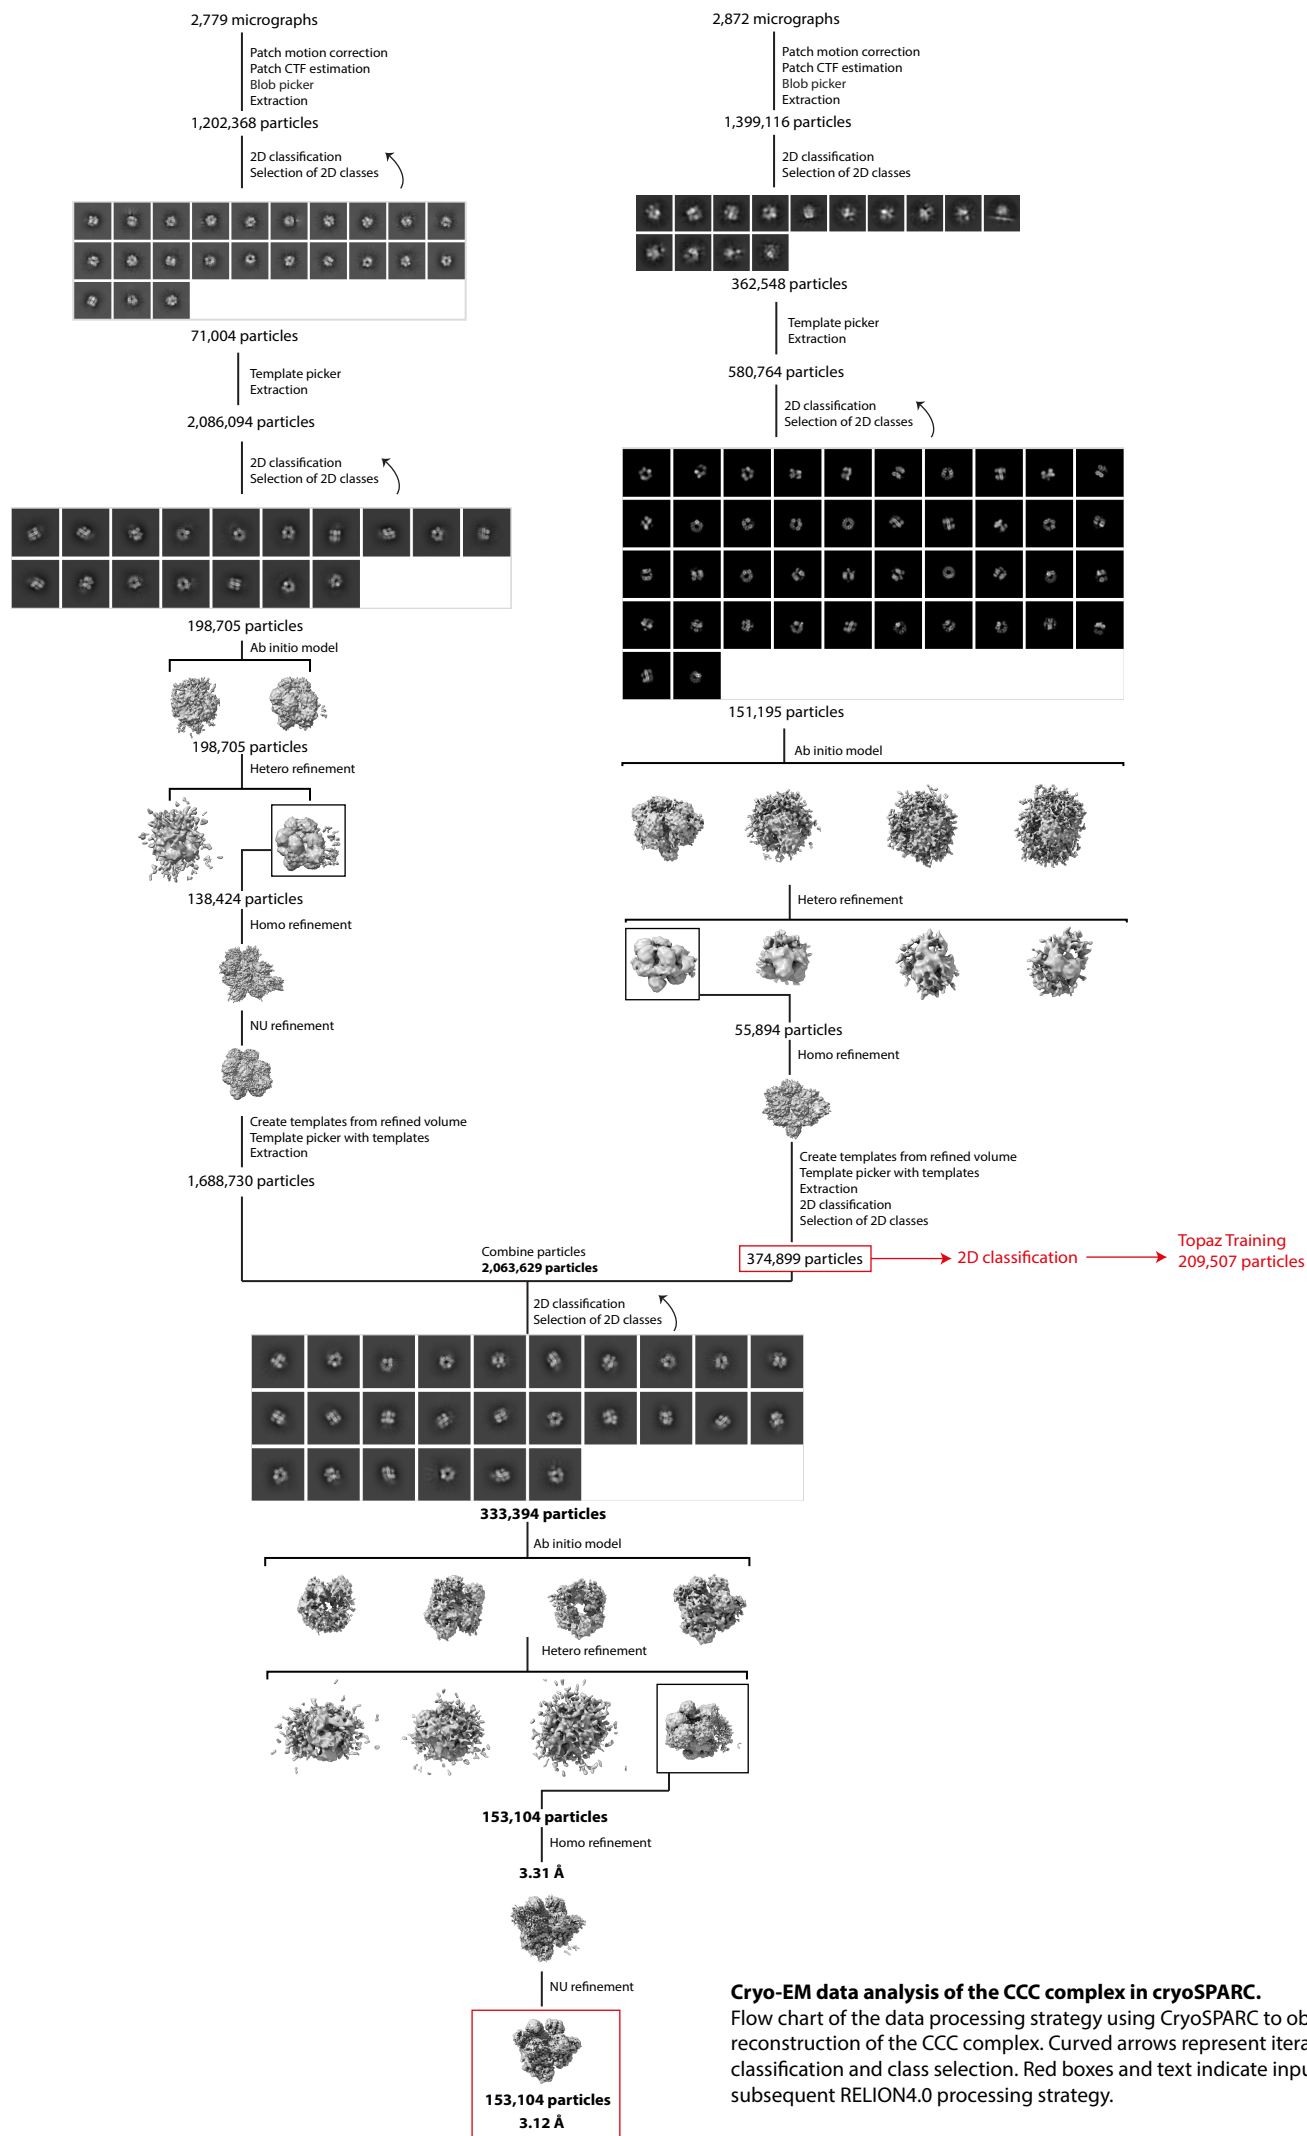 2,779 micrographs
Patch motion correction
Patch CTF estimation
Blob picker
Extraction
1,202,368 particles
2D classification
Selection of 2D classes
71,004 particles
Template picker
Extraction
2,086,094 particles
2D classification
Selection of 2D classes
198,705 particles
Ab initio model
198,705 particles
Hetero refinement
138,424 particles
Homo refinement
NU refinement
Create templates from refined volume
Template picker with templates
Extraction
1,688,730 particles
2,872 micrographs
Patch motion correction
Patch CTF estimation
Blob picker
Extraction
1,399,116 particles
2D classification
Selection of 2D classes
362,548 particles
Template picker
Extraction
580,764 particles
2D classification
Selection of 2D classes
151,195 particles
Ab initio model
Hetero refinement
55,894 particles
Homo refinement
Create templates from refined volume
Template picker with templates
Extraction
2D classification
Selection of 2D classes
374,899 particles
2D classification
Topaz Training
209,507 particles
Combine particles
2,063,629 particles
2D classification
Selection of 2D classes
333,394 particles
Ab initio model
Hetero refinement
153,104 particles
Homo refinement
3.31 Å
NU refinement
153,104 particles
3.12 Å
Cryo-EM data analysis of the CCC complex in cryoSPARC.
Flow chart of the data processing strategy using CryoSPARC to ob
reconstruction of the CCC complex. Curved arrows represent itera
classification and class selection. Red boxes and text indicate inpu
subsequent RELION4.0 processing strategy.